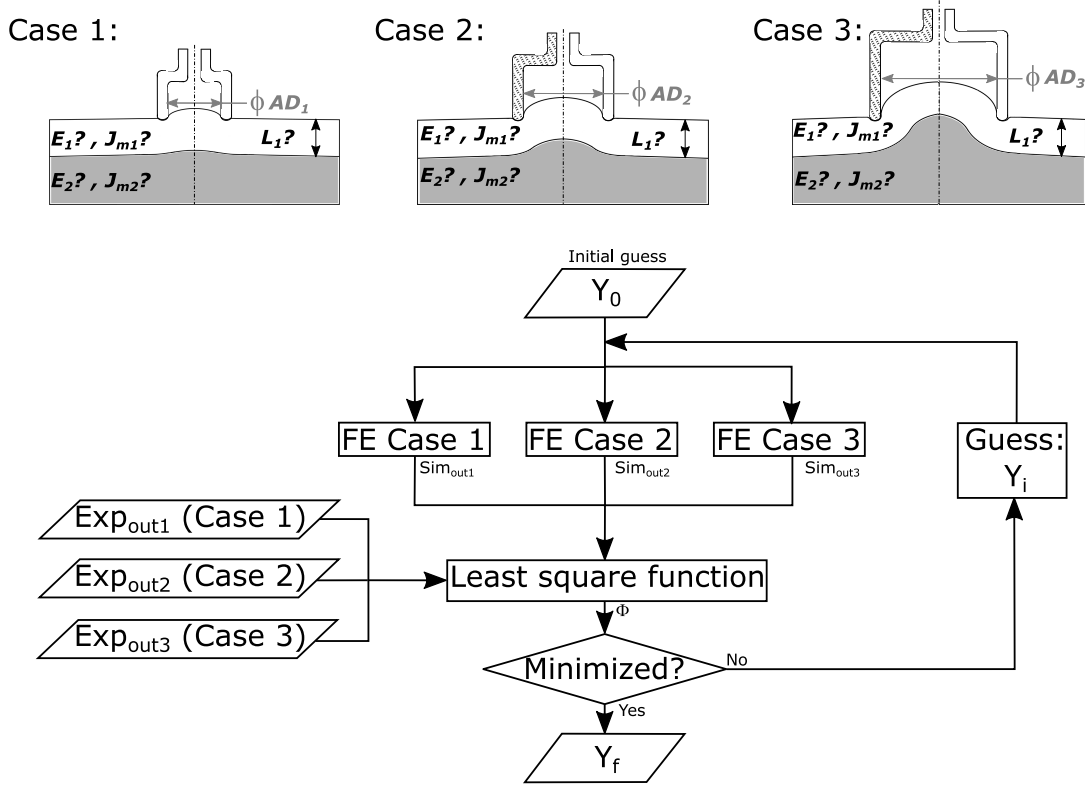 Case 1:
Case 2:
Case 3:
ϕ AD₁
ϕ AD₂
ϕ AD₃
E₁? , Jₘ₁?
L₁?
E₁? , Jₘ₁?
L₁?
E₁? , Jₘ₁?
L₁?
E₂? , Jₘ₂?
E₂? , Jₘ₂?
E₂? , Jₘ₂?
Initial guess
Y₀
FE Case 1
FE Case 2
FE Case 3
Simₒᵤₜ₁
Simₒᵤₜ₂
Simₒᵤₜ₃
Guess:
Yᵢ
Expₒᵤₜ₁ (Case 1)
Expₒᵤₜ₂ (Case 2)
Expₒᵤₜ₃ (Case 3)
Least square function
Φ
Minimized?
No
Yes
Y_f